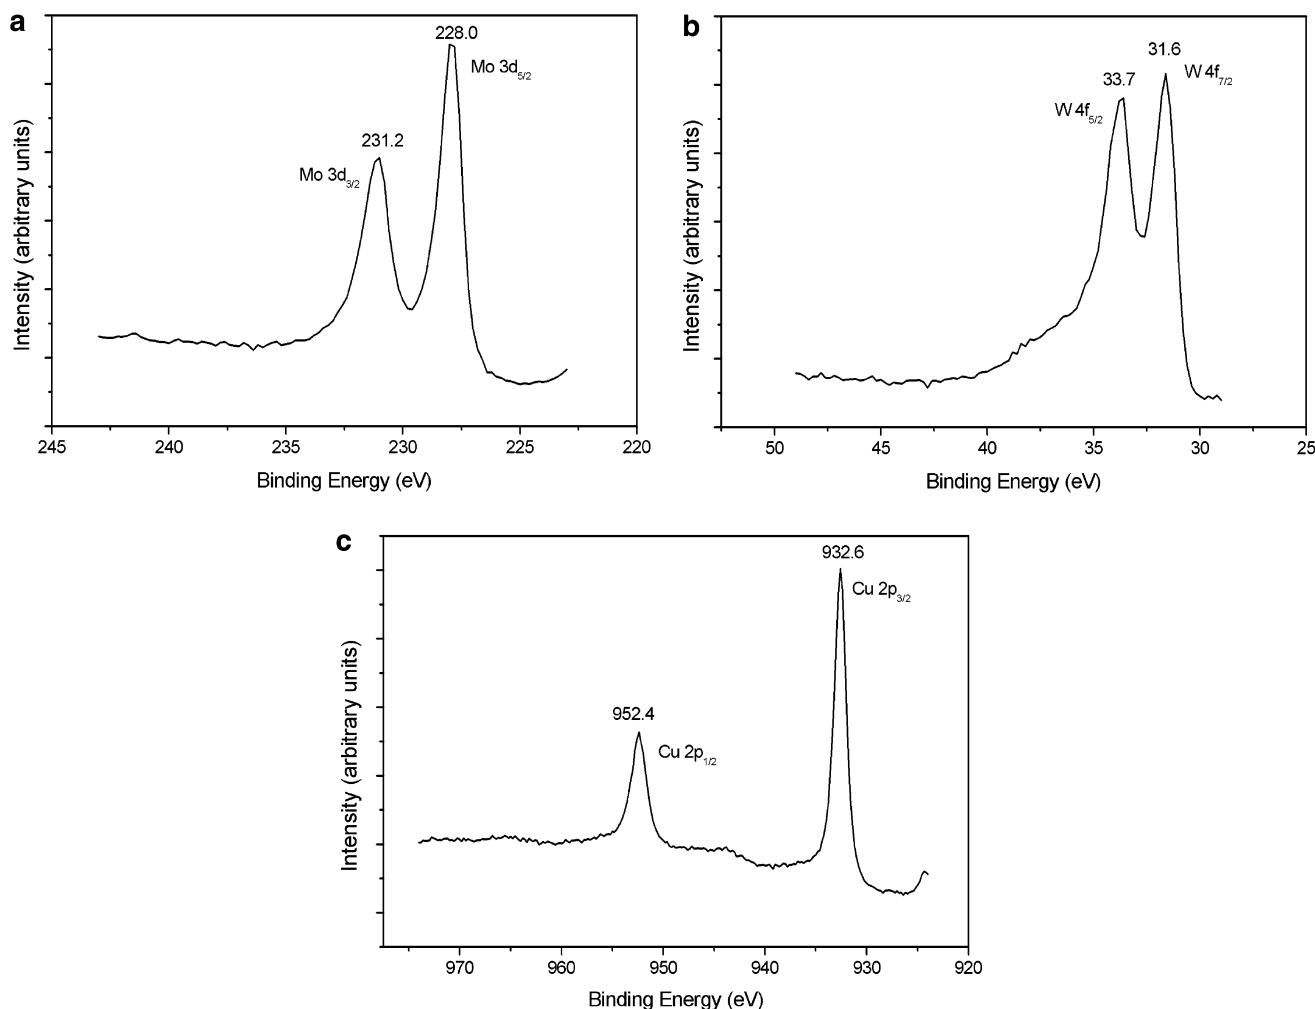 a
228.0
Mo 3d5/2
231.2
Mo 3d3/2
Intensity (arbitrary units)
245 240 235 230 225 220
Binding Energy (eV)
b
31.6
33.7
W 4f7/2
W 4f5/2
Intensity (arbitrary units)
50 45 40 35 30 25
Binding Energy (eV)
c
932.6
Cu 2p3/2
952.4
Cu 2p1/2
Intensity (arbitrary units)
970 960 950 940 930 920
Binding Energy (eV)